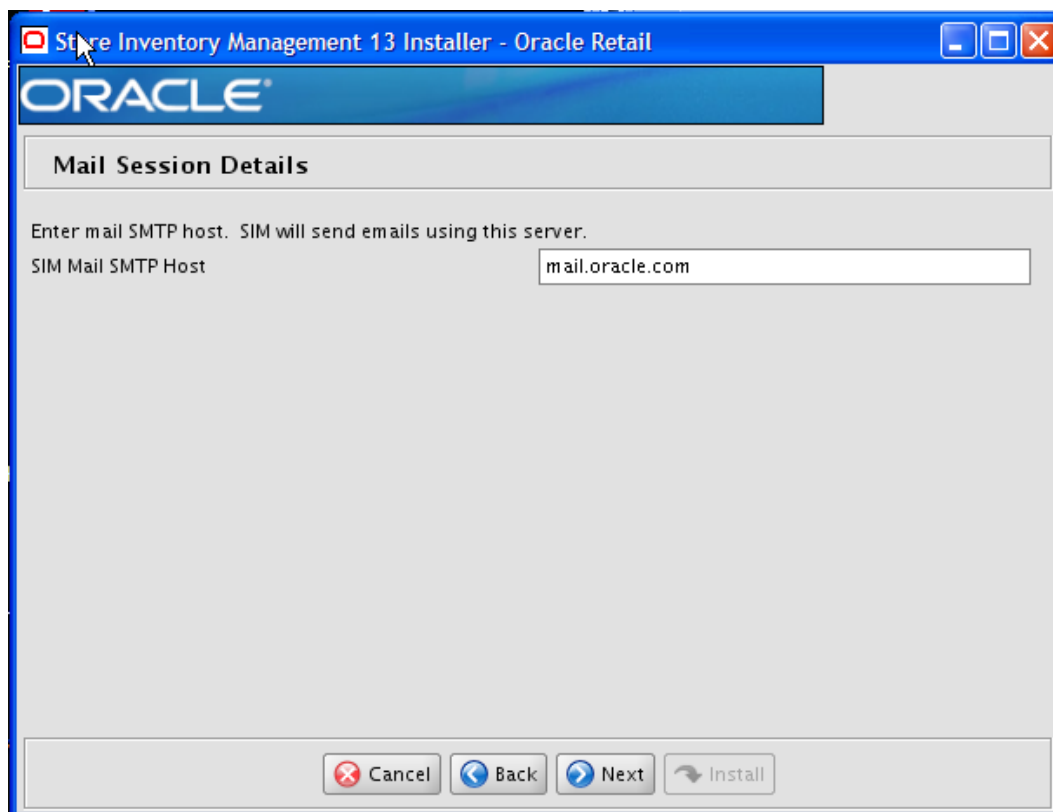 Store Inventory Management 13 Installer - Oracle Retail
ORACLE
Mail Session Details
Enter mail SMTP host. SIM will send emails using this server.
SIM Mail SMTP Host mail.oracle.com
Cancel Back Next Install